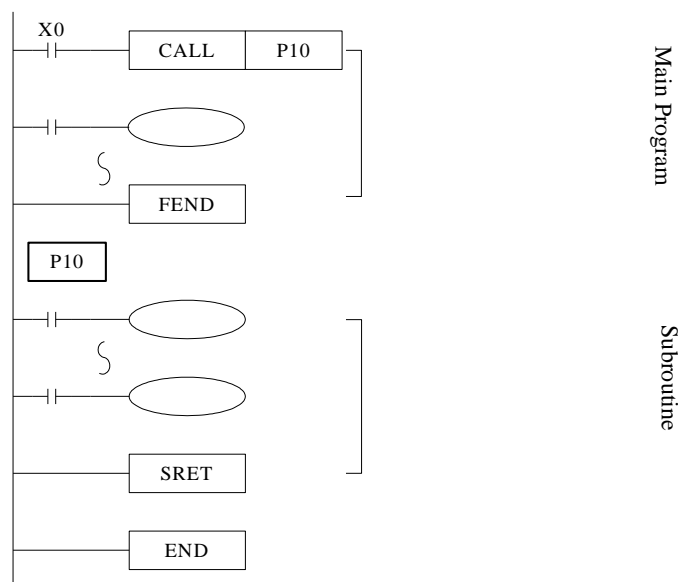 X0
CALL P10
Main Program
FEND
P10
Subroutine
SRET
END